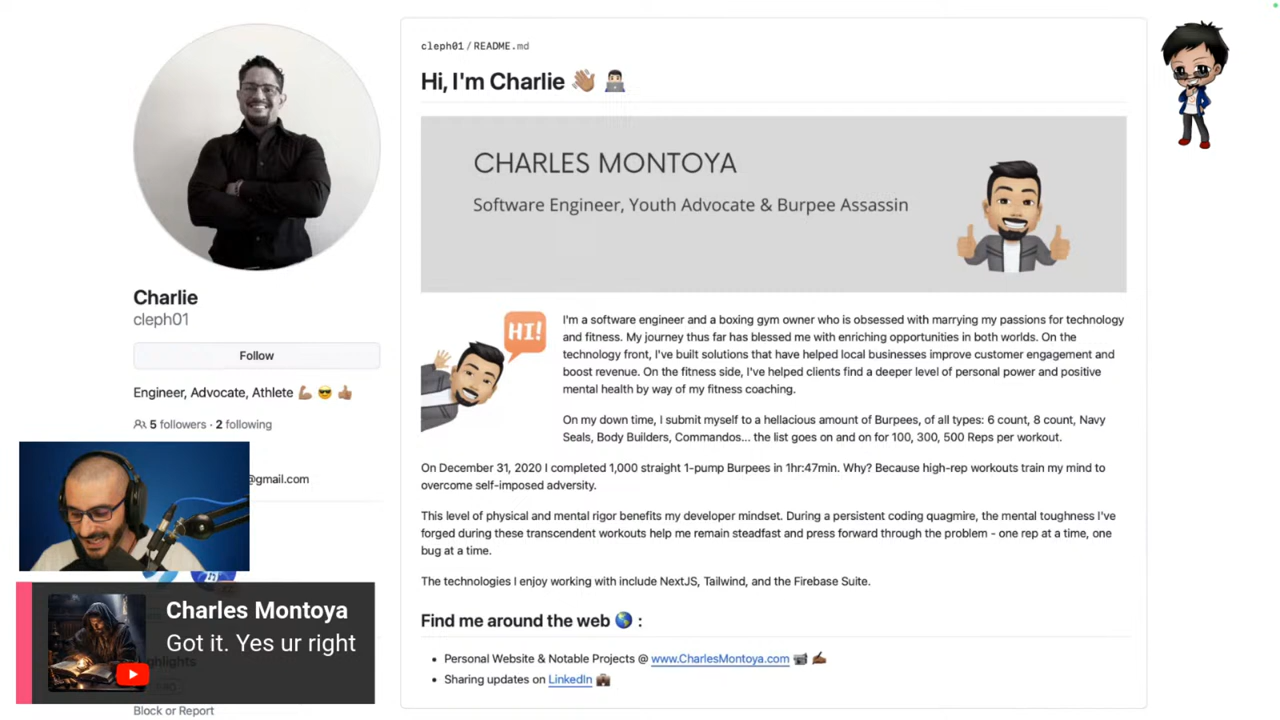 cleph01/README.md
Hi, I'm Charlie 👋🏽 👨🏻‍💻
CHARLES MONTOYA
Software Engineer, Youth Advocate & Burpee Assassin
HI!
I'm a software engineer and a boxing gym owner who is obsessed with marrying my passions for technology
and fitness. My journey thus far has blessed me with enriching opportunities in both worlds. On the
technology front, I've built solutions that have helped local businesses improve customer engagement and
boost revenue. On the fitness side, I've helped clients find a deeper level of personal power and positive
mental health by way of my fitness coaching.
On my down time, I submit myself to a hellacious amount of Burpees, of all types: 6 count, 8 count, Navy
Seals, Body Builders, Commandos... the list goes on and on for 100, 300, 500 Reps per workout.
On December 31, 2020 I completed 1,000 straight 1-pump Burpees in 1hr:47min. Why? Because high-rep workouts train my mind to
overcome self-imposed adversity.
This level of physical and mental rigor benefits my developer mindset. During a persistent coding quagmire, the mental toughness I've
forged during these transcendent workouts help me remain steadfast and press forward through the problem - one rep at a time, one
bug at a time.
The technologies I enjoy working with include NextJS, Tailwind, and the Firebase Suite.
Find me around the web 🌎 :
• Personal Website & Notable Projects @ www.CharlesMontoya.com 📽 ✍🏾
• Sharing updates on LinkedIn 💼
Charlie
cleph01
Follow
Engineer, Advocate, Athlete 💪🏽 😎 👍🏽
5 followers · 2 following
@gmail.com
Charles Montoya
Got it. Yes ur right
Block or Report